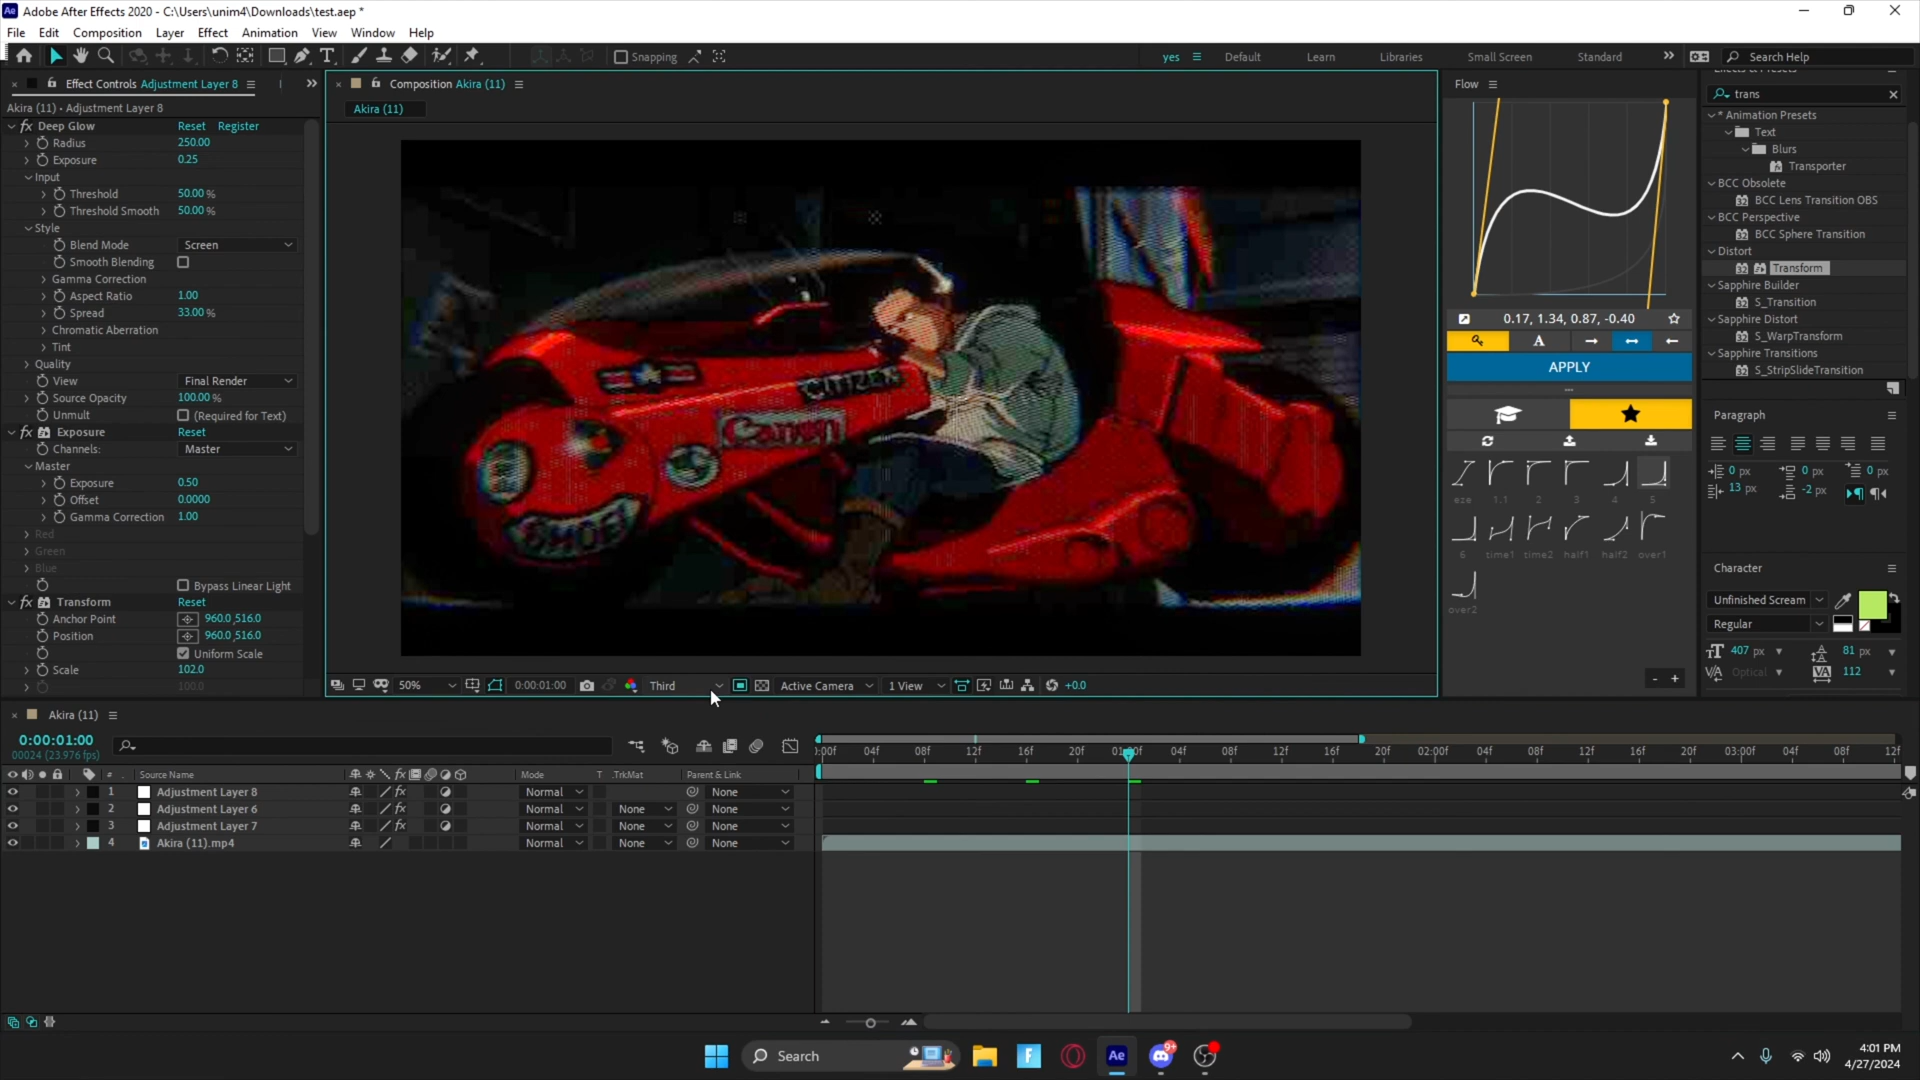 Adobe After Effects 2020 - C:\Users\unim4\Downloads\test.aep *
File Edit Composition Layer Effect Animation View Window Help
Snapping
yes Default Learn Libraries Small Screen Standard Search Help
Effect Controls Adjustment Layer 8
Akira (11) • Adjustment Layer 8
Deep Glow Reset Register
Radius 250.00
Exposure 0.25
Input
Threshold 50.00 %
Threshold Smooth 50.00 %
Style
Blend Mode Screen
Smooth Blending
Gamma Correction
Aspect Ratio 1.00
Spread 33.00 %
Chromatic Aberration
Tint
Quality
View Final Render
Source Opacity 100.00 %
Unmult (Required for Text)
Exposure Reset
Channels: Master
Master
Exposure 0.50
Offset 0.0000
Gamma Correction 1.00
Red
Green
Blue
Bypass Linear Light
Transform Reset
Anchor Point 960.0,516.0
Position 960.0,516.0
Uniform Scale
Scale 102.0
100.0
Composition Akira (11)
Akira (11)
CITIZEN
Canon
SHOEI
50% 0:00:01:00 Third Active Camera 1 View +0.0
Flow
0.17, 1.34, 0.87, -0.40
A
APPLY
eze 1.1 2 3 4 5
6 time1 time2 half1 half2 over1
over2
- +
Effects & Presets
trans
* Animation Presets
Text
Blurs
Transporter
BCC Obsolete
BCC Lens Transition OBS
BCC Perspective
BCC Sphere Transition
Distort
Transform
Sapphire Builder
S_Transition
Sapphire Distort
S_WarpTransform
Sapphire Transitions
S_StripSlideTransition
Paragraph
0 px 0 px 0 px
13 px -2 px
Character
Unfinished Scream
Regular
407 px 81 px
Optical 112
Akira (11)
0:00:01:00
00024 (23.976 fps)
:00f 04f 08f 12f 16f 20f 01:00f 04f 08f 12f 16f 20f 02:00f 04f 08f 12f 16f 20f 03:00f 04f 08f 12f
# Source Name Mode T .TrkMat Parent & Link
1 Adjustment Layer 8 Normal None
2 Adjustment Layer 6 Normal None None
3 Adjustment Layer 7 Normal None None
4 Akira (11).mp4 Normal None None
Search
Ae
9+
4:01 PM
4/27/2024